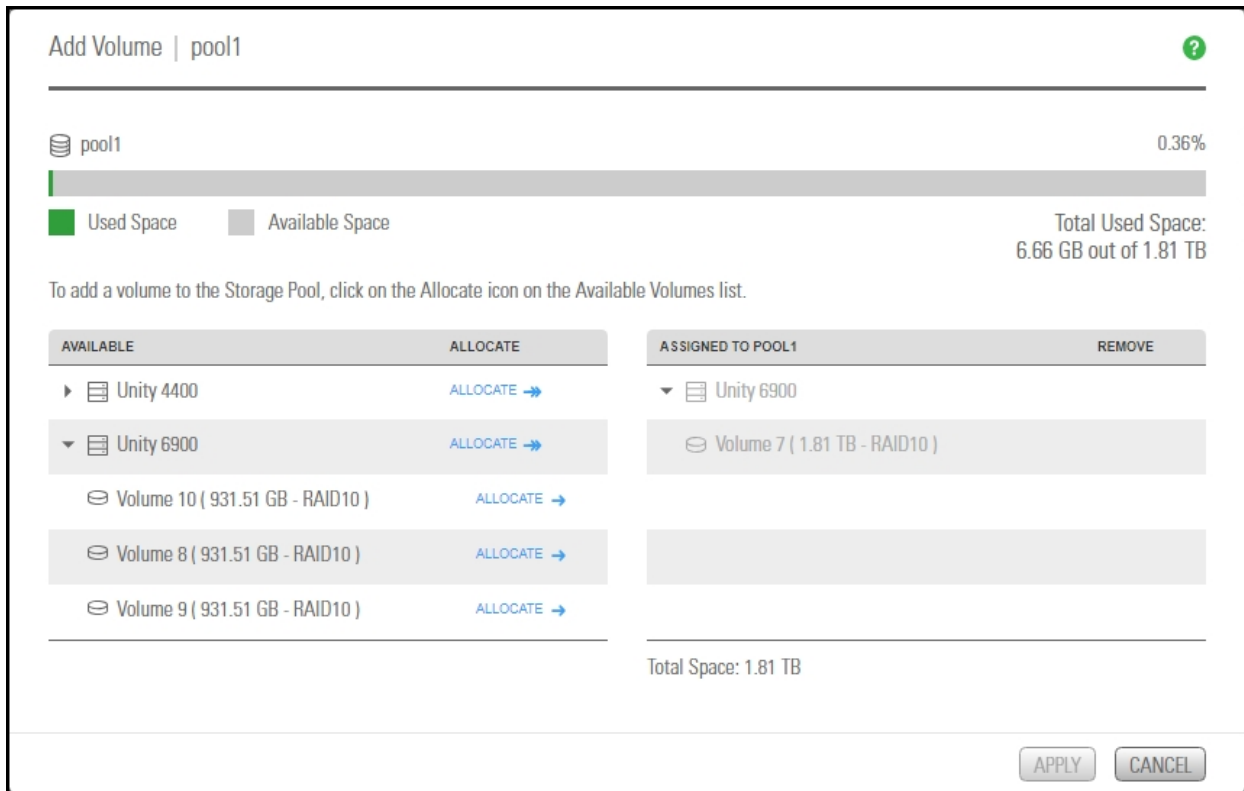 Add Volume | pool1
?
pool1
0.36%
Used Space
Available Space
Total Used Space:
6.66 GB out of 1.81 TB
To add a volume to the Storage Pool, click on the Allocate icon on the Available Volumes list.
AVAILABLE ALLOCATE
Unity 4400 ALLOCATE
Unity 6900 ALLOCATE
Volume 10 ( 931.51 GB - RAID10 ) ALLOCATE
Volume 8 ( 931.51 GB - RAID10 ) ALLOCATE
Volume 9 ( 931.51 GB - RAID10 ) ALLOCATE
ASSIGNED TO POOL1 REMOVE
Unity 6900
Volume 7 ( 1.81 TB - RAID10 )
Total Space: 1.81 TB
APPLY
CANCEL